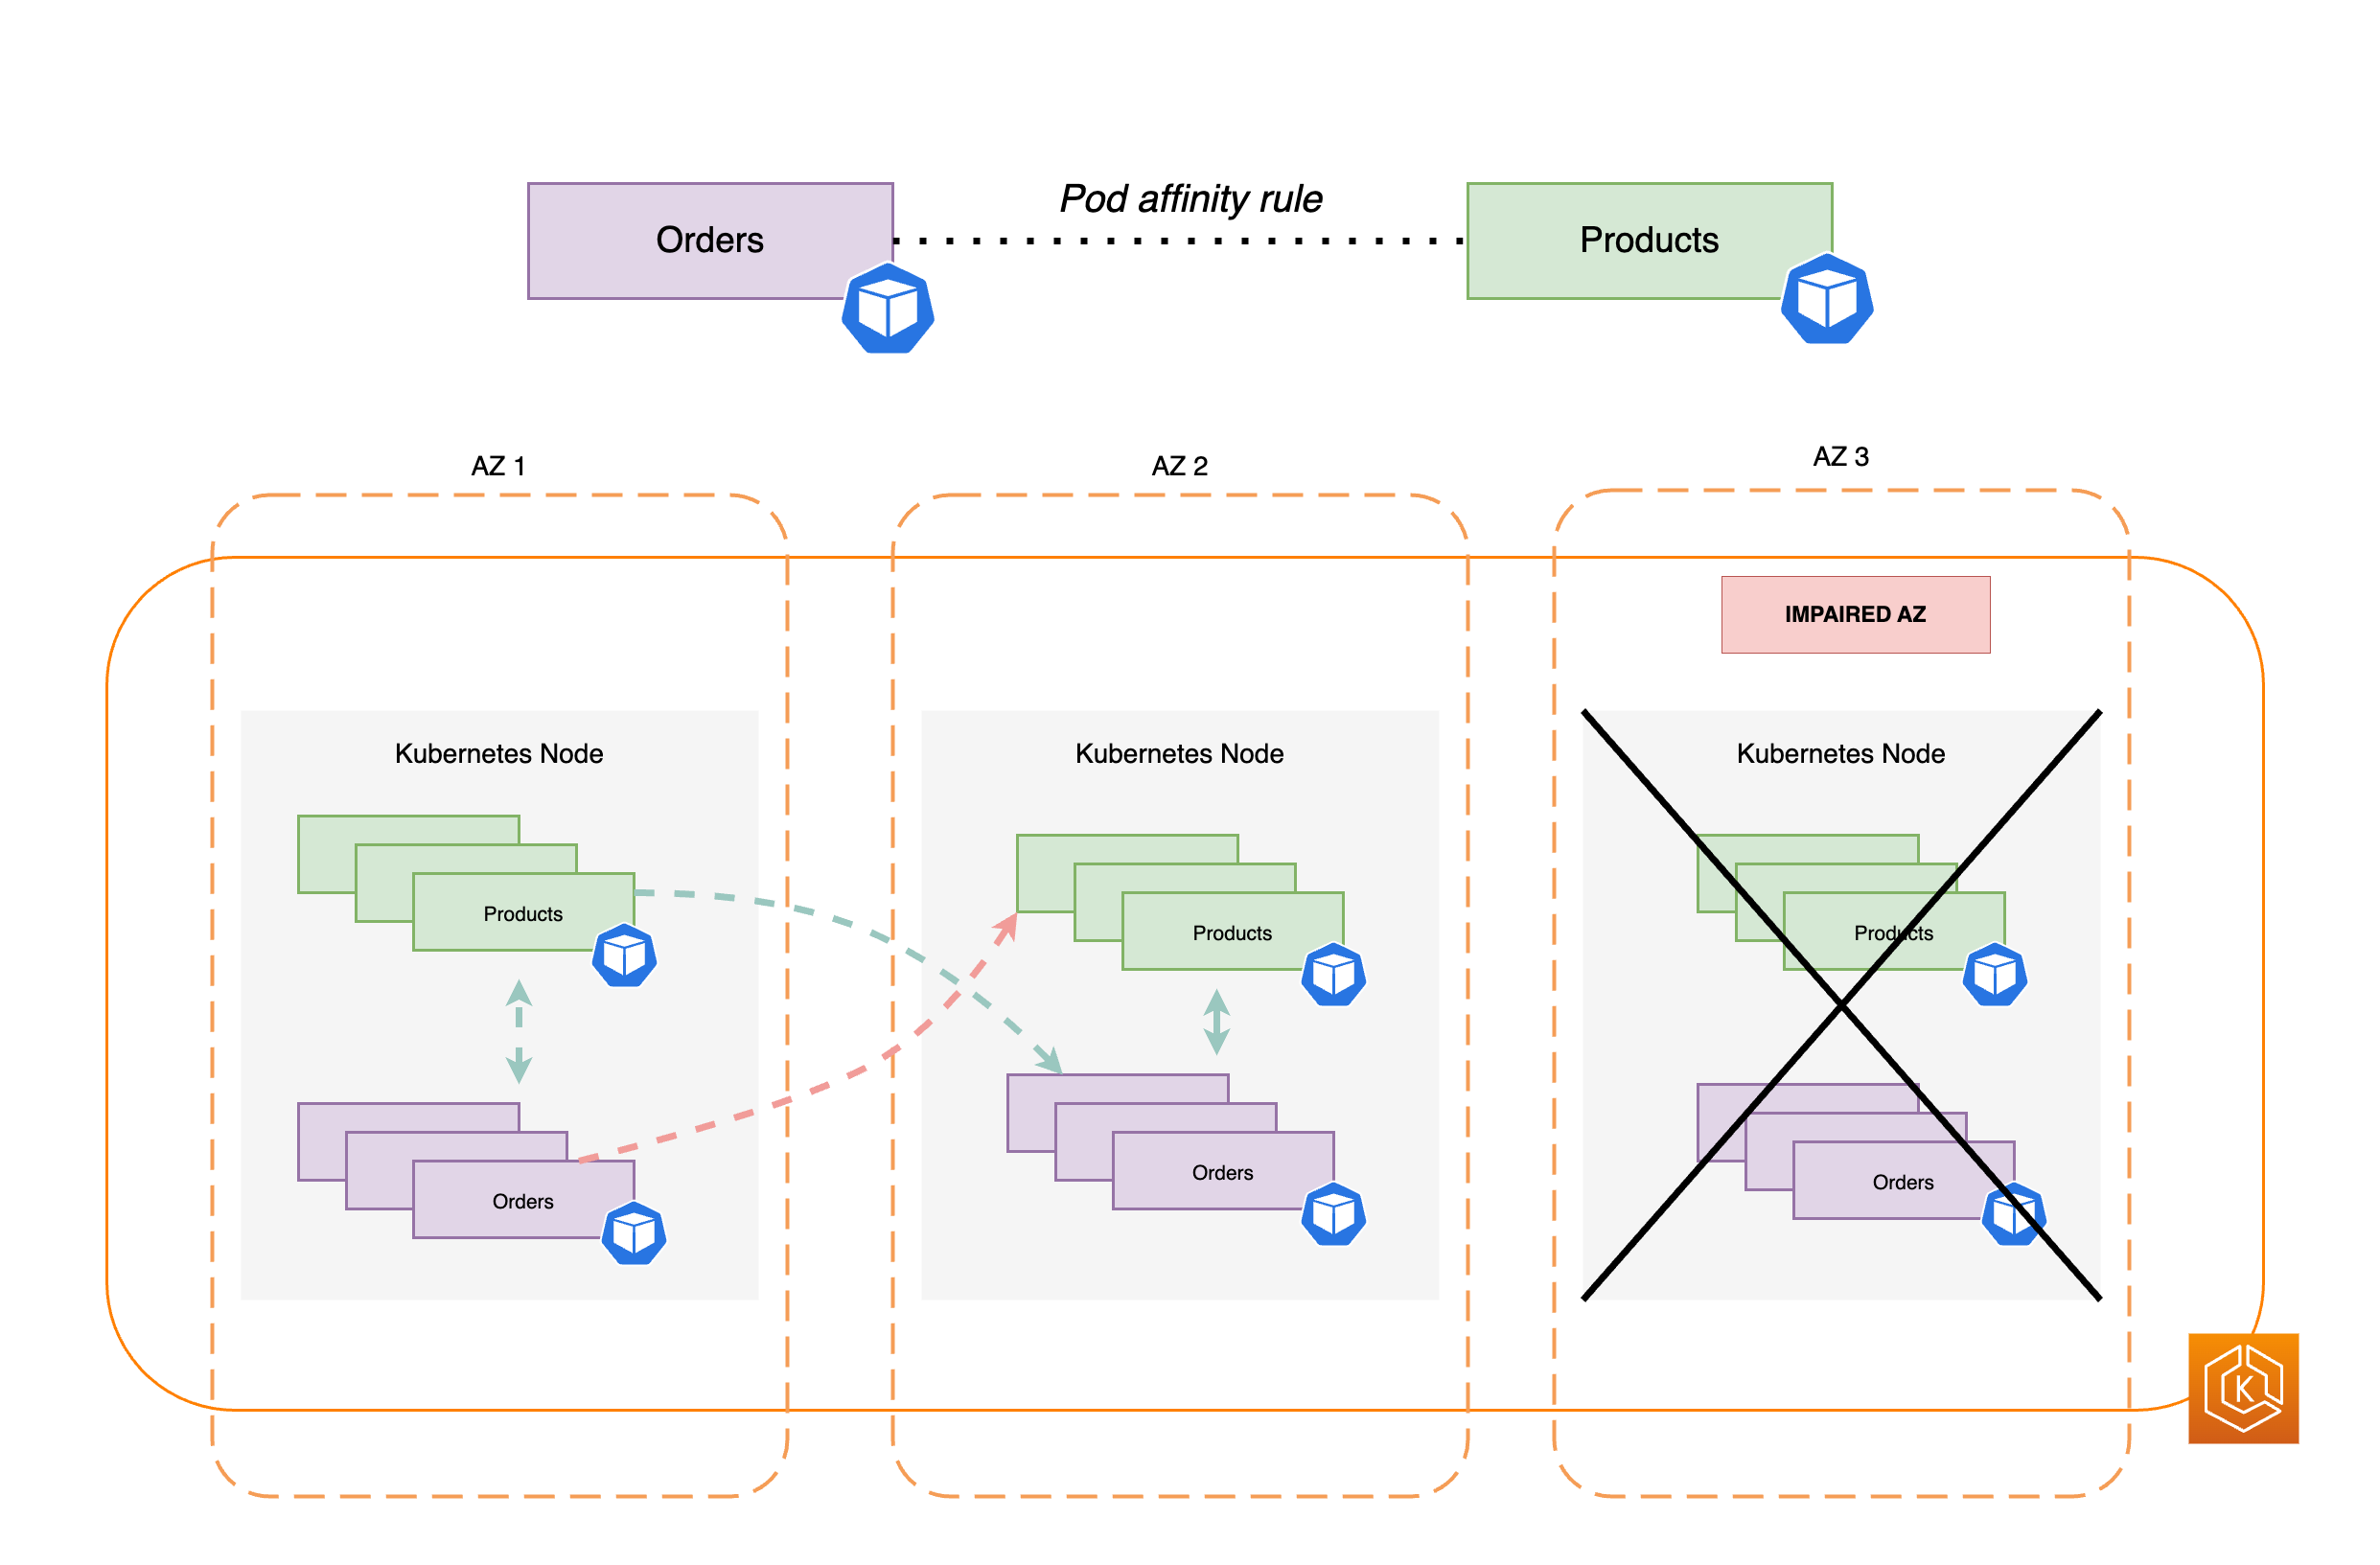 Pod affinity rule
Orders
Products
AZ 1
AZ 2
AZ 3
IMPAIRED AZ
Kubernetes Node
Kubernetes Node
Kubernetes Node
Products
Products
Products
Orders
Orders
Orders
K